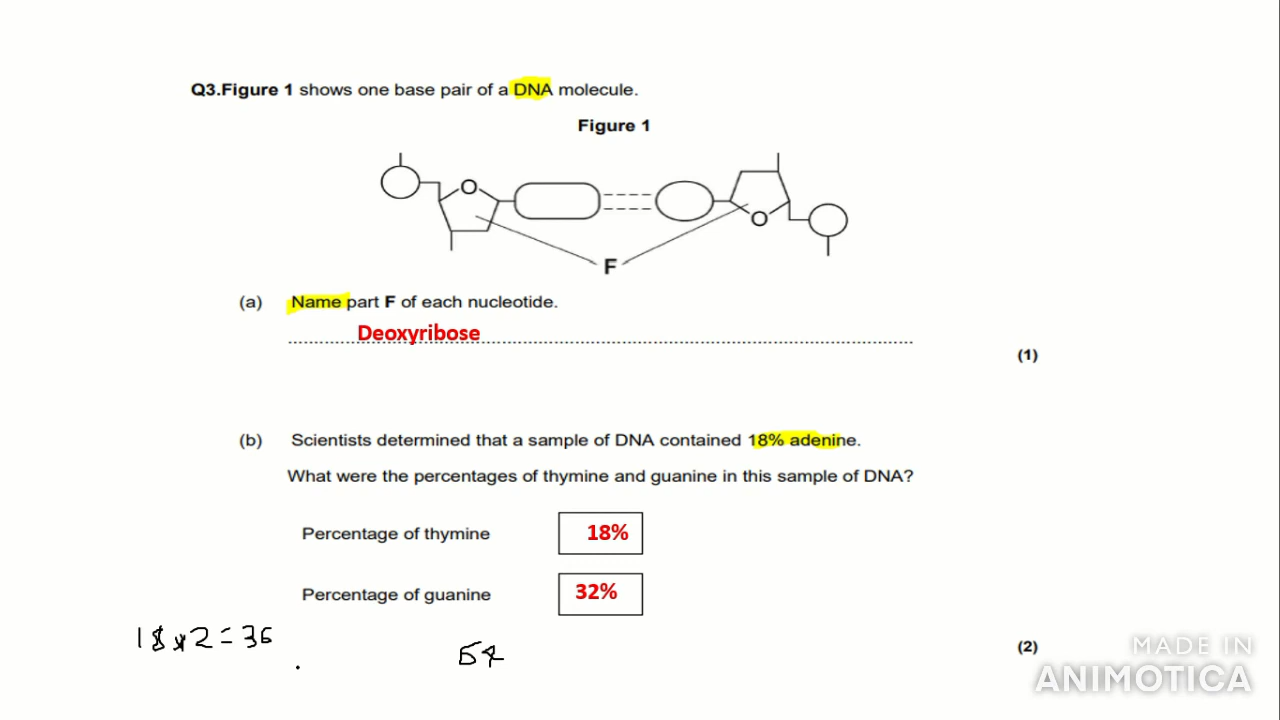 Q3.Figure 1 shows one base pair of a DNA molecule.
Figure 1
O
O
F
(a) Name part F of each nucleotide.
Deoxyribose
(1)
(b) Scientists determined that a sample of DNA contained 18% adenine.
What were the percentages of thymine and guanine in this sample of DNA?
Percentage of thymine 18%
Percentage of guanine 32%
18x2=36
(2)
MADE IN
ANIMOTICA